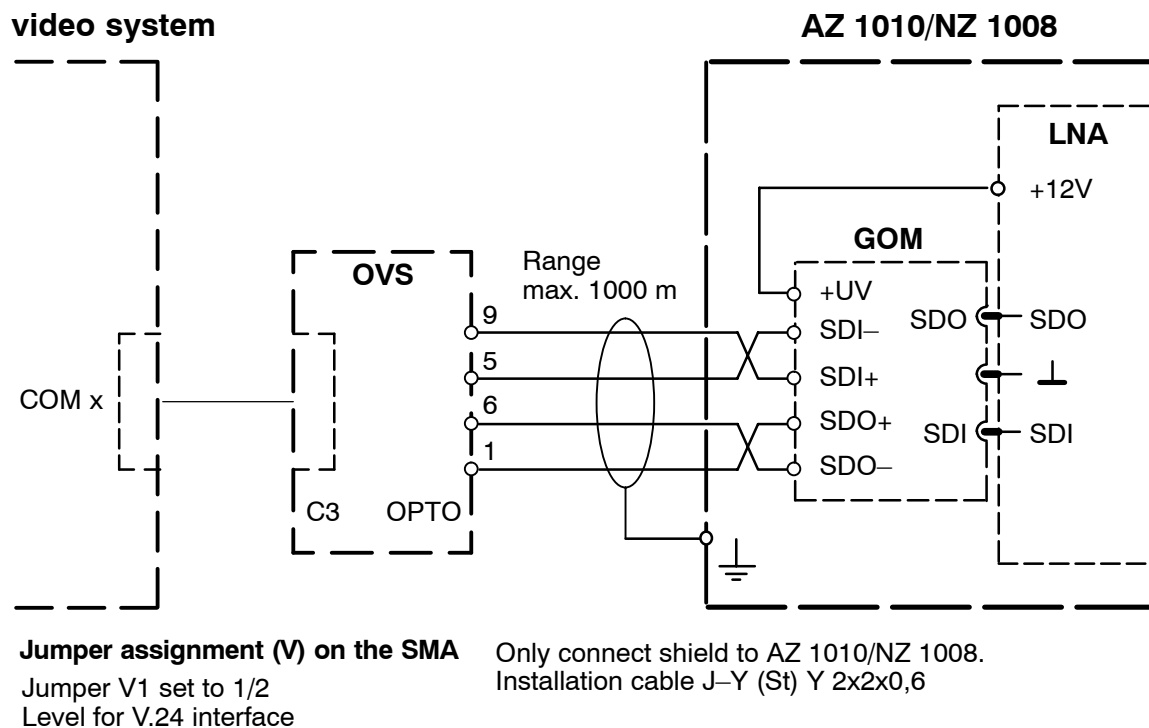 video system
AZ 1010/NZ 1008
LNA
+12V
GOM
OVS
Range
max. 1000 m
+UV
9
SDI–
SDO
SDO
5
SDI+
COM x
6
SDO+
SDI
SDI
1
SDO–
C3
OPTO
Jumper assignment (V) on the SMA
Jumper V1 set to 1/2
Level for V.24 interface
Only connect shield to AZ 1010/NZ 1008.
Installation cable J–Y (St) Y 2x2x0,6